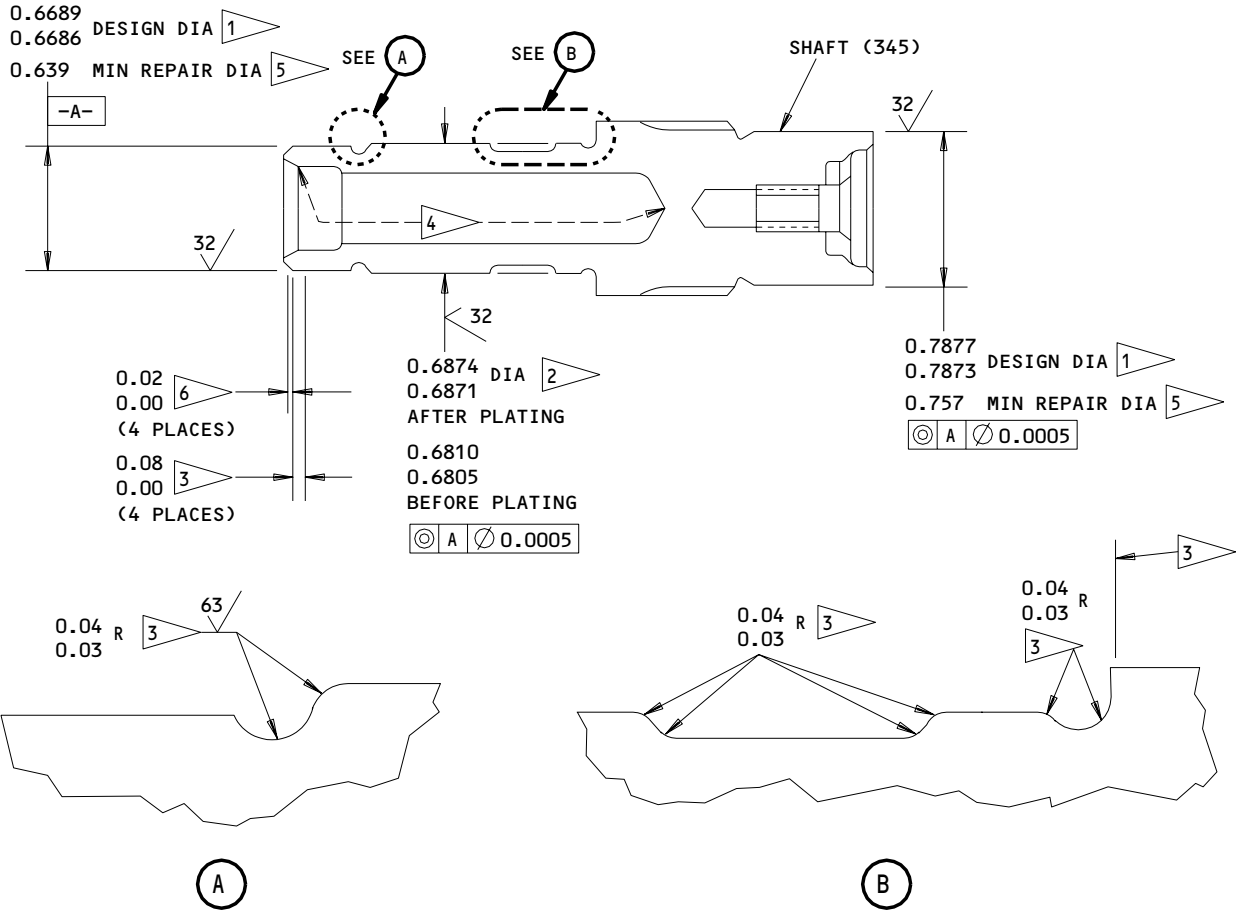 0.6689
0.6686 DESIGN DIA 1
0.639 MIN REPAIR DIA 5
-A-
SEE A
SEE B
SHAFT (345)
32
4
32
32
0.02
0.00 6
(4 PLACES)
0.08
0.00 3
(4 PLACES)
0.6874
0.6871 DIA 2
AFTER PLATING
0.6810
0.6805
BEFORE PLATING
◎ A ∅ 0.0005
0.7877
0.7873 DESIGN DIA 1
0.757 MIN REPAIR DIA 5
◎ A ∅ 0.0005
0.04
0.03 R 3
63
0.04
0.03 R 3
0.04
0.03 R
3
3
A
B